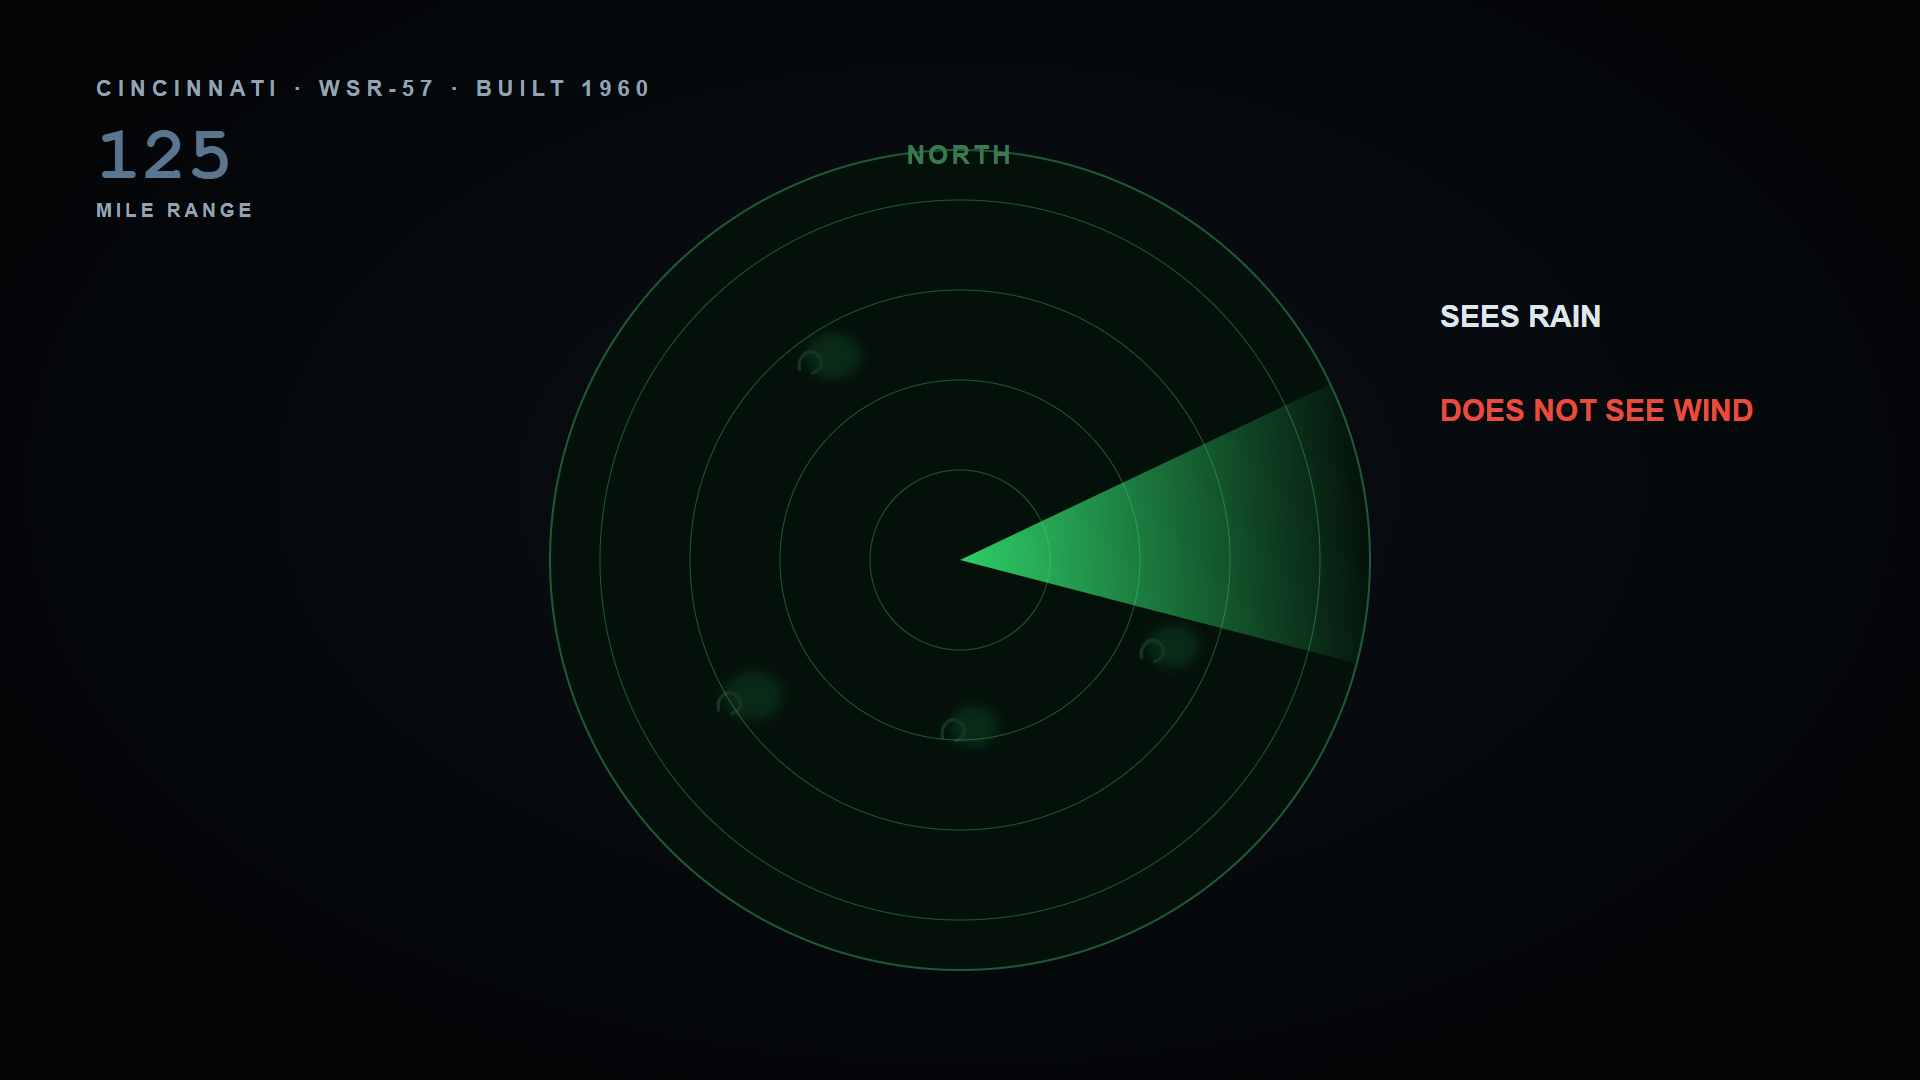 CINCINNATI · WSR-57 · BUILT 1960
125
MILE RANGE
NORTH
SEES RAIN
DOES NOT SEE WIND